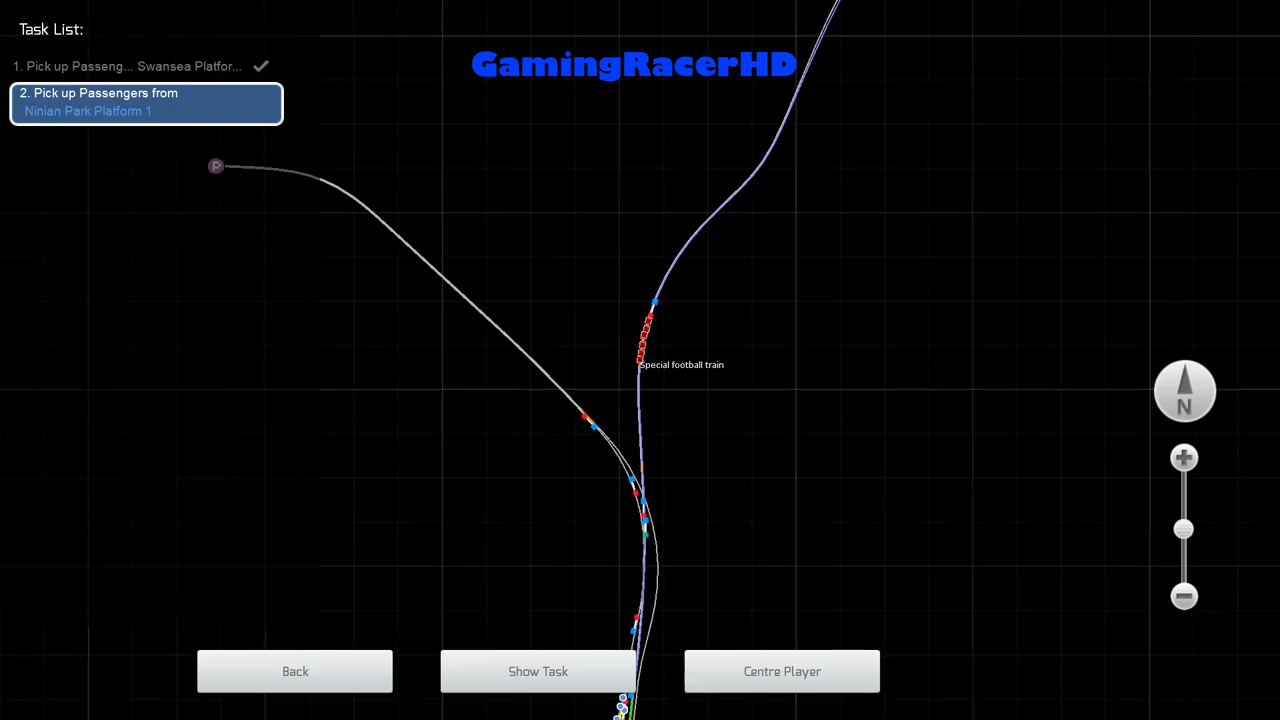 Task List:
GamingRacerHD
1. Pick up Passeng... Swansea Platfor...
2. Pick up Passengers from
Ninian Park Platform 1
P
Special football train
N
Back
Show Task
Centre Player